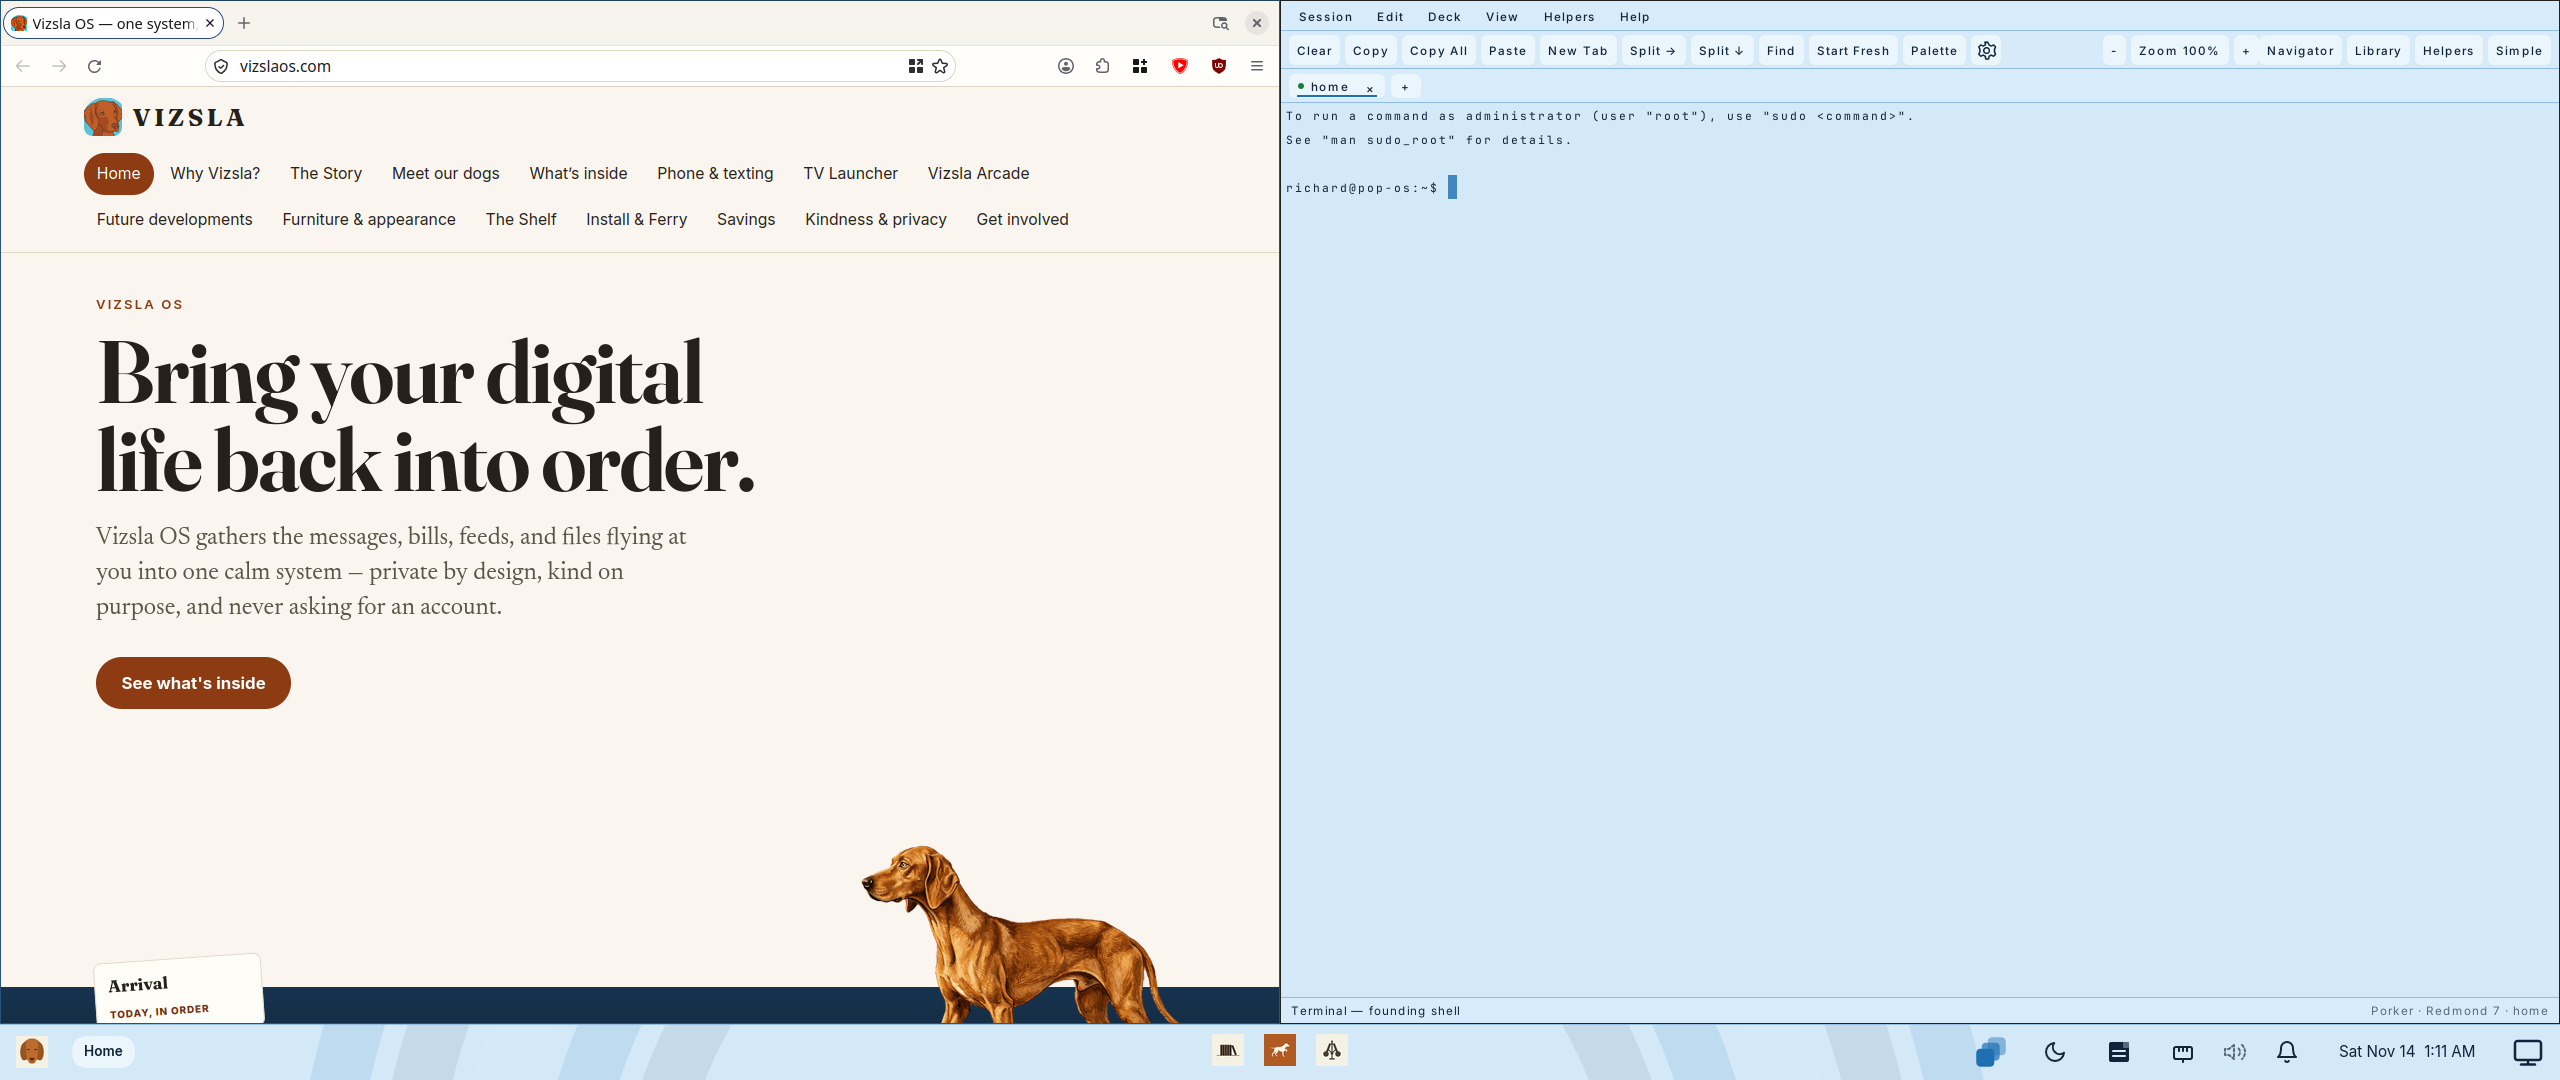 Vizsla OS — one system,
vizslaos.com
VIZSLA
Home Why Vizsla? The Story Meet our dogs What's inside Phone & texting TV Launcher Vizsla Arcade
Future developments Furniture & appearance The Shelf Install & Ferry Savings Kindness & privacy Get involved
VIZSLA OS
Bring your digital
life back into order.
Vizsla OS gathers the messages, bills, feeds, and files flying at
you into one calm system — private by design, kind on
purpose, and never asking for an account.
See what's inside
Arrival
TODAY, IN ORDER
Session Edit Deck View Helpers Help
Clear Copy Copy All Paste New Tab Split → Split ↓ Find Start Fresh Palette - Zoom 100% + Navigator Library Helpers Simple
home × +
To run a command as administrator (user "root"), use "sudo <command>".
See "man sudo_root" for details.
richard@pop-os:~$
Terminal — founding shell
Porker · Redmond 7 · home
Home
Sat Nov 14 1:11 AM